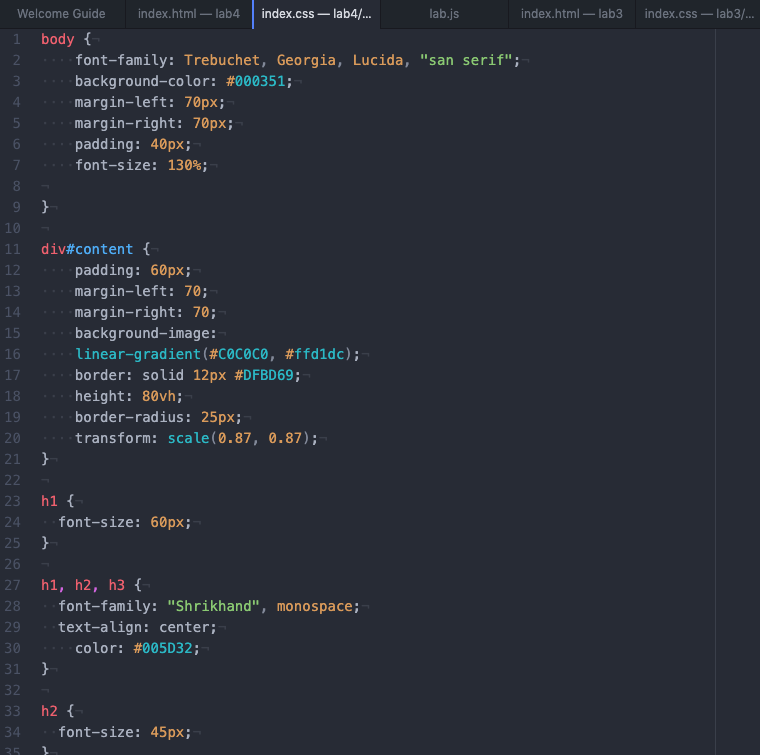 Welcome Guide index.html — lab4 index.css — lab4/... lab.js index.html — lab3 index.css — lab3/...
1 body {
2 font-family: Trebuchet, Georgia, Lucida, "san serif";
3 background-color: #000351;
4 margin-left: 70px;
5 margin-right: 70px;
6 padding: 40px;
7 font-size: 130%;
8
9 }
10
11 div#content {
12 padding: 60px;
13 margin-left: 70;
14 margin-right: 70;
15 background-image:
16 linear-gradient(#C0C0C0, #ffd1dc);
17 border: solid 12px #DFBD69;
18 height: 80vh;
19 border-radius: 25px;
20 transform: scale(0.87, 0.87);
21 }
22
23 h1 {
24 font-size: 60px;
25 }
26
27 h1, h2, h3 {
28 font-family: "Shrikhand", monospace;
29 text-align: center;
30 color: #005D32;
31 }
32
33 h2 {
34 font-size: 45px;
35 }